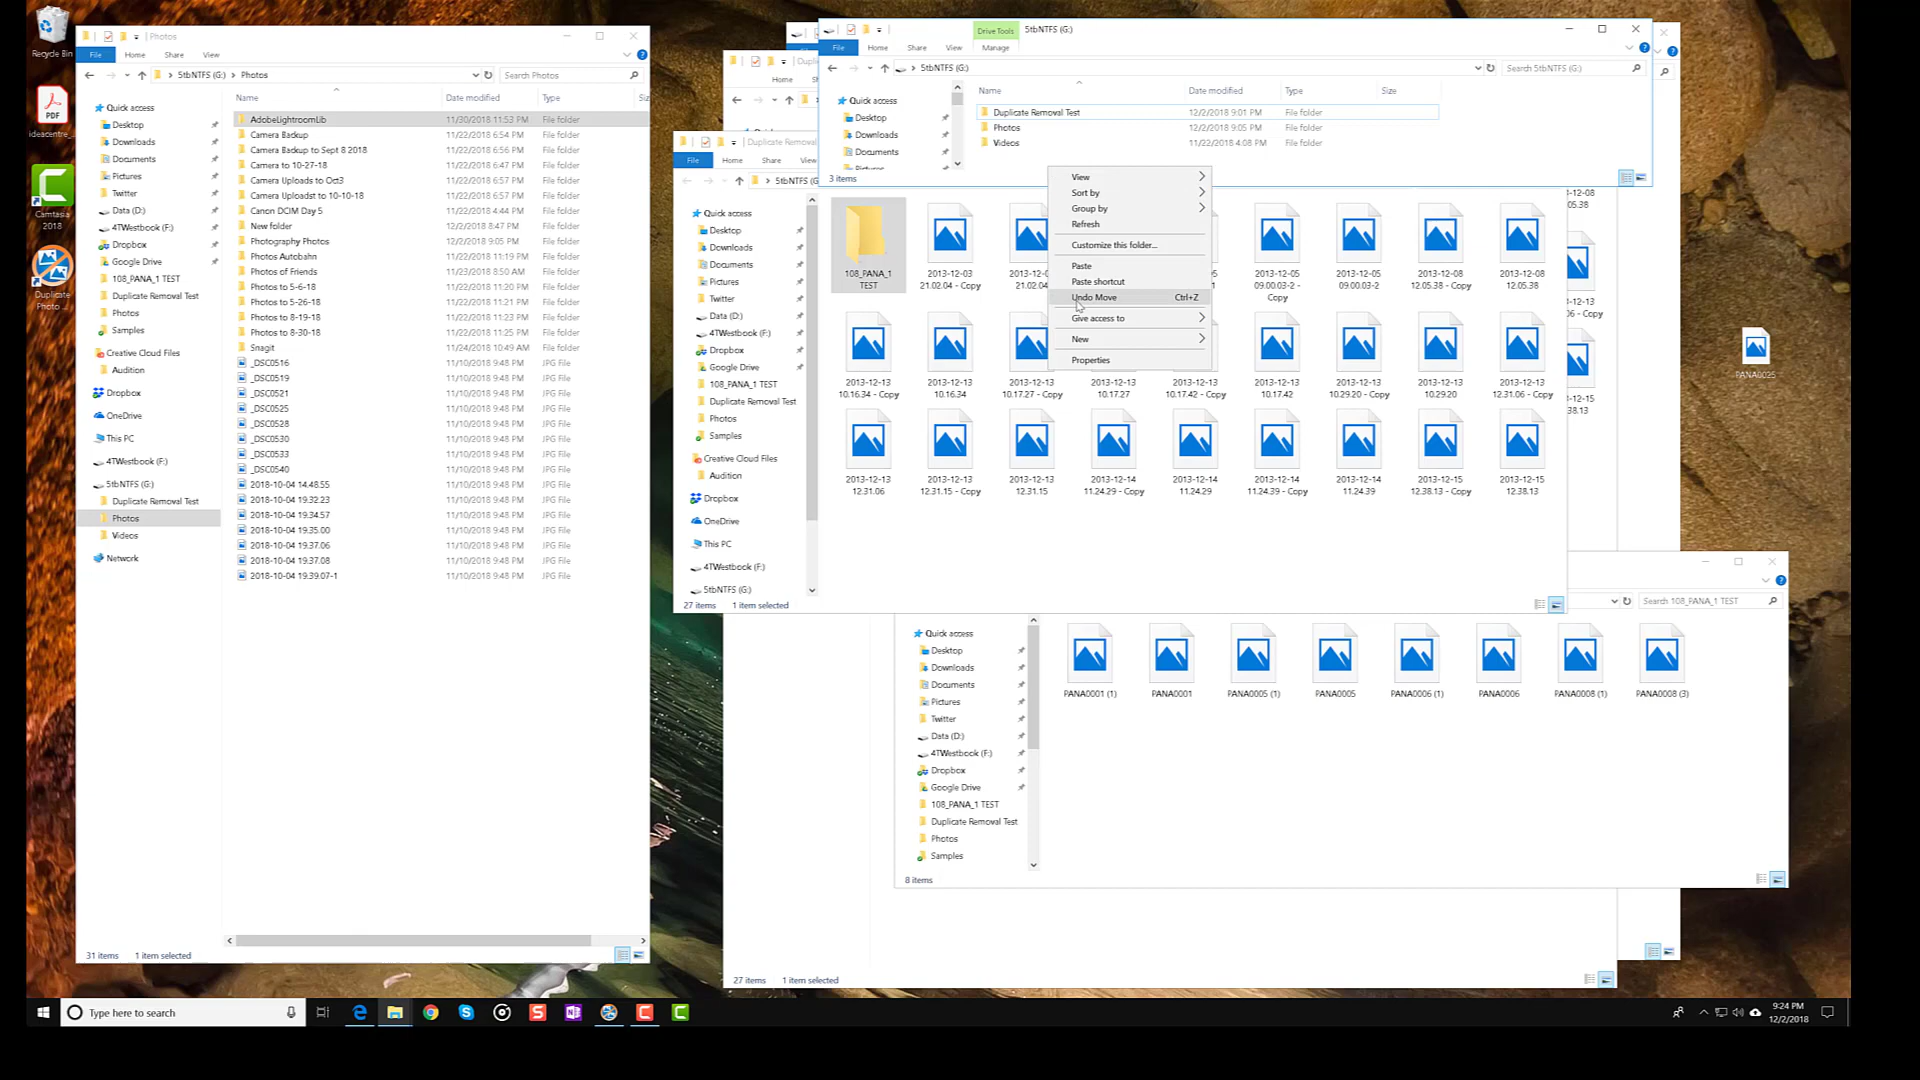 Recycle Bin
ideacentre...
Camtasia
2018
Duplicate
Photo ...
Photos
File Home Share View
5tbNTFS (G:) Photos
Search Photos
Name Date modified Type
Quick access
Desktop
Downloads
Documents
Pictures
Twitter
Data (D:)
4TWestbook (F:)
Dropbox
Google Drive
108_PANA_1 TEST
Duplicate Removal Test
Photos
Samples
Creative Cloud Files
Audition
Dropbox
OneDrive
This PC
4TWestbook (F:)
5tbNTFS (G:)
Duplicate Removal Test
Photos
Videos
Network
AdobeLightroomLib 11/30/2018 11:53 PM File folder
Camera Backup 11/22/2018 6:54 PM File folder
Camera Backup to Sept 8 2018 11/22/2018 6:56 PM File folder
Camera to 10-27-18 11/22/2018 6:47 PM File folder
Camera Uploads to Oct3 11/22/2018 6:57 PM File folder
Camera Uploadst to 10-10-18 11/22/2018 6:57 PM File folder
Canon DCIM Day 5 11/22/2018 4:44 PM File folder
New folder 12/2/2018 8:47 PM File folder
Photography Photos 12/2/2018 9:05 PM File folder
Photos Autobahn 11/22/2018 11:19 PM File folder
Photos of Friends 11/23/2018 8:50 AM File folder
Photos to 5-6-18 11/22/2018 11:20 PM File folder
Photos to 5-26-18 11/22/2018 11:21 PM File folder
Photos to 8-19-18 11/22/2018 11:23 PM File folder
Photos to 8-30-18 11/22/2018 11:25 PM File folder
Snagit 11/24/2018 10:49 AM File folder
_DSC0516 11/10/2018 9:48 PM JPG File
_DSC0519 11/10/2018 9:48 PM JPG File
_DSC0521 11/10/2018 9:48 PM JPG File
_DSC0525 11/10/2018 9:48 PM JPG File
_DSC0528 11/10/2018 9:48 PM JPG File
_DSC0530 11/10/2018 9:48 PM JPG File
_DSC0533 11/10/2018 9:48 PM JPG File
_DSC0540 11/10/2018 9:48 PM JPG File
2018-10-04 14.48.55 11/10/2018 9:48 PM JPG File
2018-10-04 19.32.23 11/10/2018 9:48 PM JPG File
2018-10-04 19.34.57 11/10/2018 9:48 PM JPG File
2018-10-04 19.35.00 11/10/2018 9:48 PM JPG File
2018-10-04 19.37.06 11/10/2018 9:48 PM JPG File
2018-10-04 19.37.08 11/10/2018 9:48 PM JPG File
2018-10-04 19.39.07-1 11/10/2018 9:48 PM JPG File
31 items 1 item selected
Drive Tools 5tbNTFS (G:)
File Home Share View Manage
5tbNTFS (G:)
Search 5tbNTFS (G:)
Name Date modified Type Size
Quick access
Desktop
Downloads
Documents
Duplicate Removal Test 12/2/2018 9:01 PM File folder
Photos 12/2/2018 9:05 PM File folder
Videos 11/22/2018 4:08 PM File folder
3 items
Home
Duplicate Removal
File Home Share View
5tbNTFS (G:)
Quick access
Desktop
Downloads
Documents
Pictures
Twitter
Data (D:)
4TWestbook (F:)
Dropbox
Google Drive
108_PANA_1 TEST
Duplicate Removal Test
Photos
Samples
Creative Cloud Files
Audition
Dropbox
OneDrive
This PC
4TWestbook (F:)
5tbNTFS (G:)
View
Sort by
Group by
Refresh
Customize this folder...
Paste
Paste shortcut
Undo Move Ctrl+Z
Give access to
New
Properties
108_PANA_1
TEST
2013-12-03
21.02.04 - Copy
21.02.04
2013-12-05
09.00.03-2 -
Copy
2013-12-05
09.00.03-2
2013-12-08
12.05.38 - Copy
2013-12-08
12.05.38
2013-12-13
10.16.34 - Copy
2013-12-13
10.16.34
2013-12-13
10.17.27 - Copy
2013-12-13
10.17.27
2013-12-13
10.17.42 - Copy
2013-12-13
10.17.42
2013-12-13
10.29.20 - Copy
2013-12-13
10.29.20
2013-12-13
12.31.06 - Copy
2013-12-13
12.31.06
2013-12-13
12.31.15 - Copy
2013-12-13
12.31.15
2013-12-14
11.24.29 - Copy
2013-12-14
11.24.29
2013-12-14
11.24.39 - Copy
2013-12-14
11.24.39
2013-12-15
12.38.13 - Copy
2013-12-15
12.38.13
27 items 1 item selected
PANA0025
Search 108_PANA_1 TEST
Quick access
Desktop
Downloads
Documents
Pictures
Twitter
Data (D:)
4TWestbook (F:)
Dropbox
Google Drive
108_PANA_1 TEST
Duplicate Removal Test
Photos
Samples
PANA0001 (1) PANA0001 PANA0005 (1) PANA0005 PANA0006 (1) PANA0006 PANA0008 (1) PANA0008 (3)
8 items
27 items 1 item selected
Type here to search
9:24 PM
12/2/2018